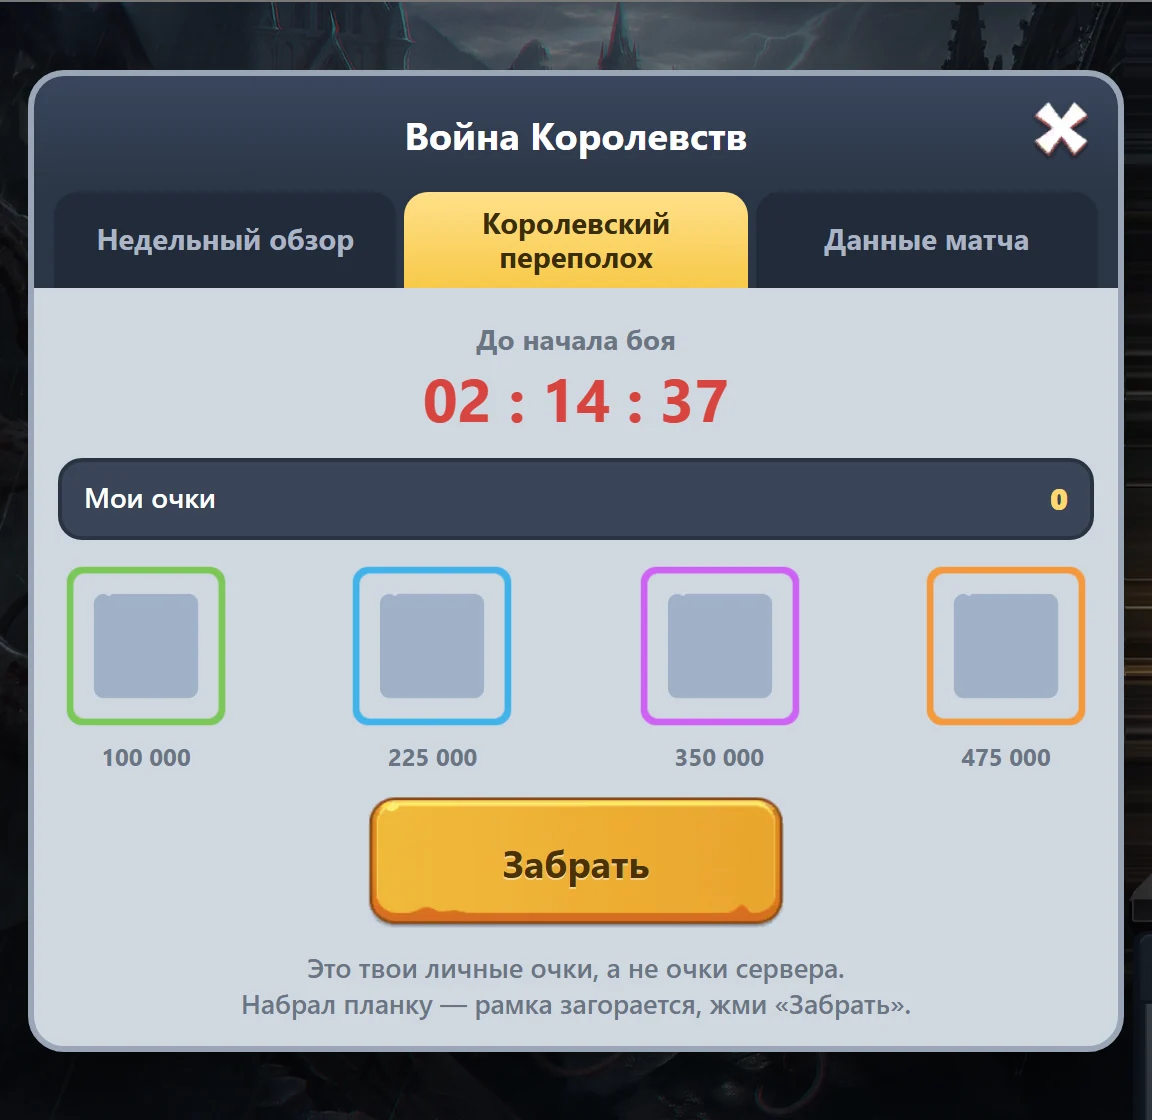 Война Королевств
Недельный обзор
Королевский
переполох
Данные матча
До начала боя
02 : 14 : 37
Мои очки
0
100 000
225 000
350 000
475 000
Забрать
Это твои личные очки, а не очки сервера.
Набрал планку — рамка загорается, жми «Забрать».